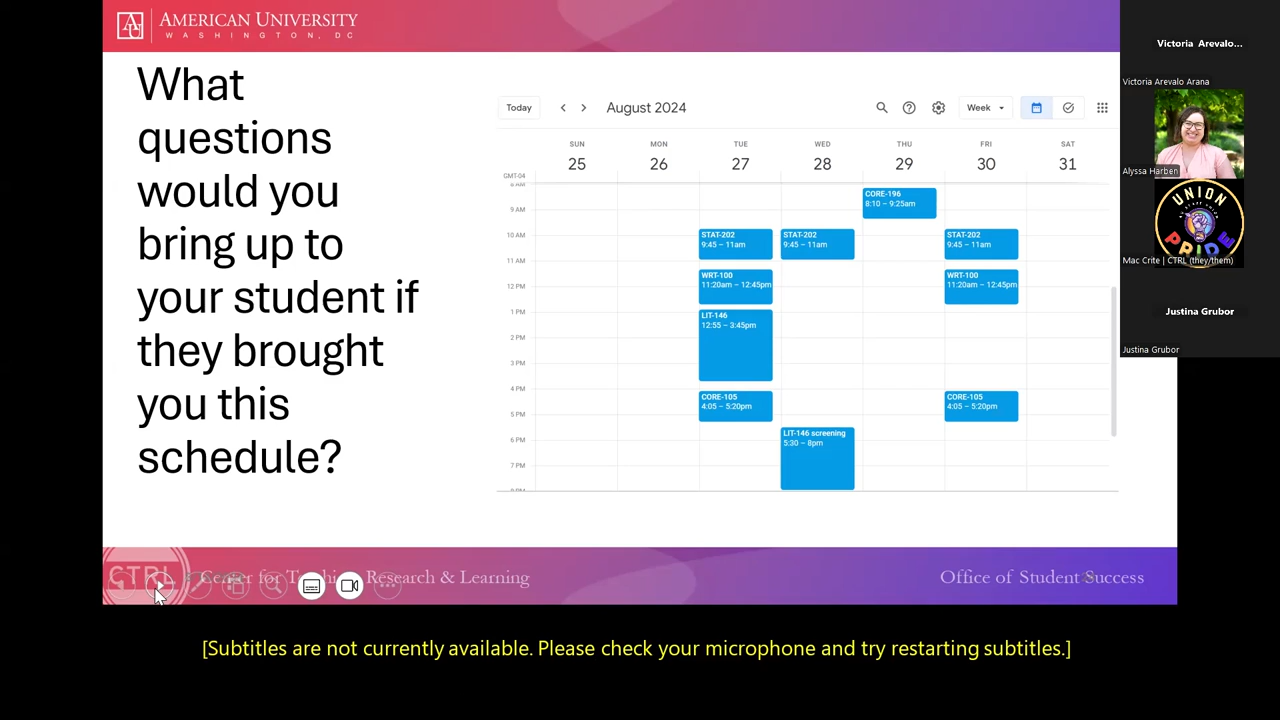 AMERICAN UNIVERSITY
WASHINGTON, DC
What
questions
would you
bring up to
your student if
they brought
you this
schedule?
Today
August 2024
Week
SUN MON TUE WED THU FRI SAT
25 26 27 28 29 30 31
GMT-04
8 AM
CORE-196
8:10 – 9:25am
9 AM
10 AM
STAT-202
9:45 – 11am
STAT-202
9:45 – 11am
STAT-202
9:45 – 11am
11 AM
WRT-100
11:20am – 12:45pm
WRT-100
11:20am – 12:45pm
12 PM
1 PM
LIT-146
12:55 – 3:45pm
2 PM
3 PM
4 PM
CORE-105
4:05 – 5:20pm
CORE-105
4:05 – 5:20pm
5 PM
LIT-146 screening
5:30 – 8pm
6 PM
7 PM
8 PM
CTRL
Center for Teaching Research & Learning
Office of Student Success
Victoria Arevalo...
Victoria Arevalo Arana
Alyssa Harben
UNION
PRIDE
Mac Crite | CTRL (they/them)
Justina Grubor
Justina Grubor
[Subtitles are not currently available. Please check your microphone and try restarting subtitles.]